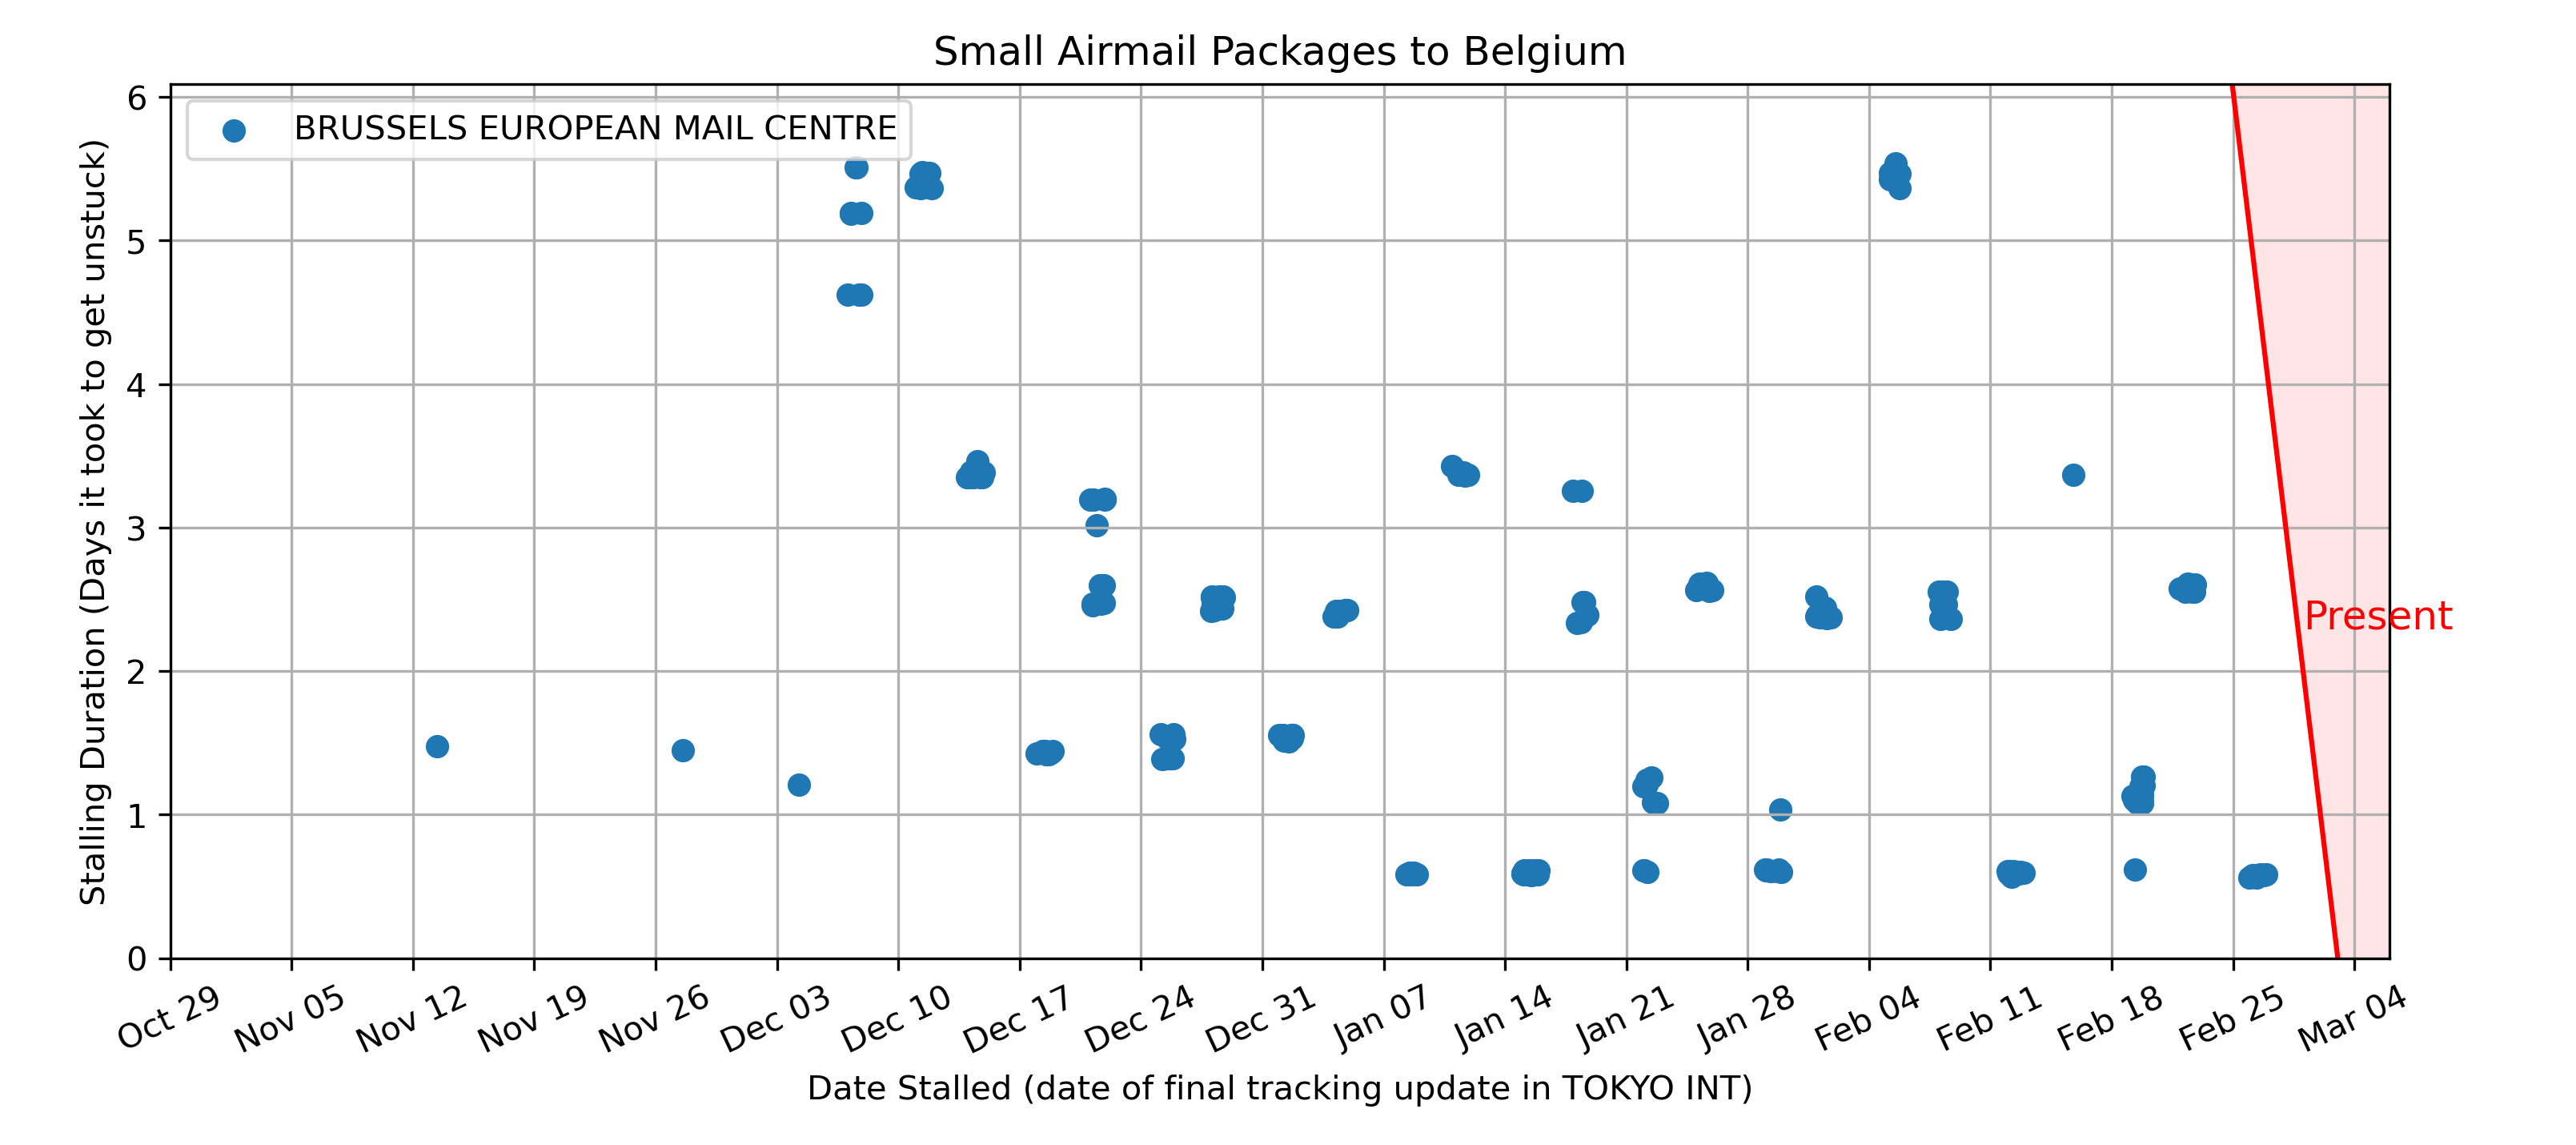 Small Airmail Packages to Belgium
BRUSSELS EUROPEAN MAIL CENTRE
Stalling Duration (Days it took to get unstuck)
6
5
4
3
2
1
0
Present
Oct 29
Nov 05
Nov 12
Nov 19
Nov 26
Dec 03
Dec 10
Dec 17
Dec 24
Dec 31
Jan 07
Jan 14
Jan 21
Jan 28
Feb 04
Feb 11
Feb 18
Feb 25
Mar 04
Date Stalled (date of final tracking update in TOKYO INT)